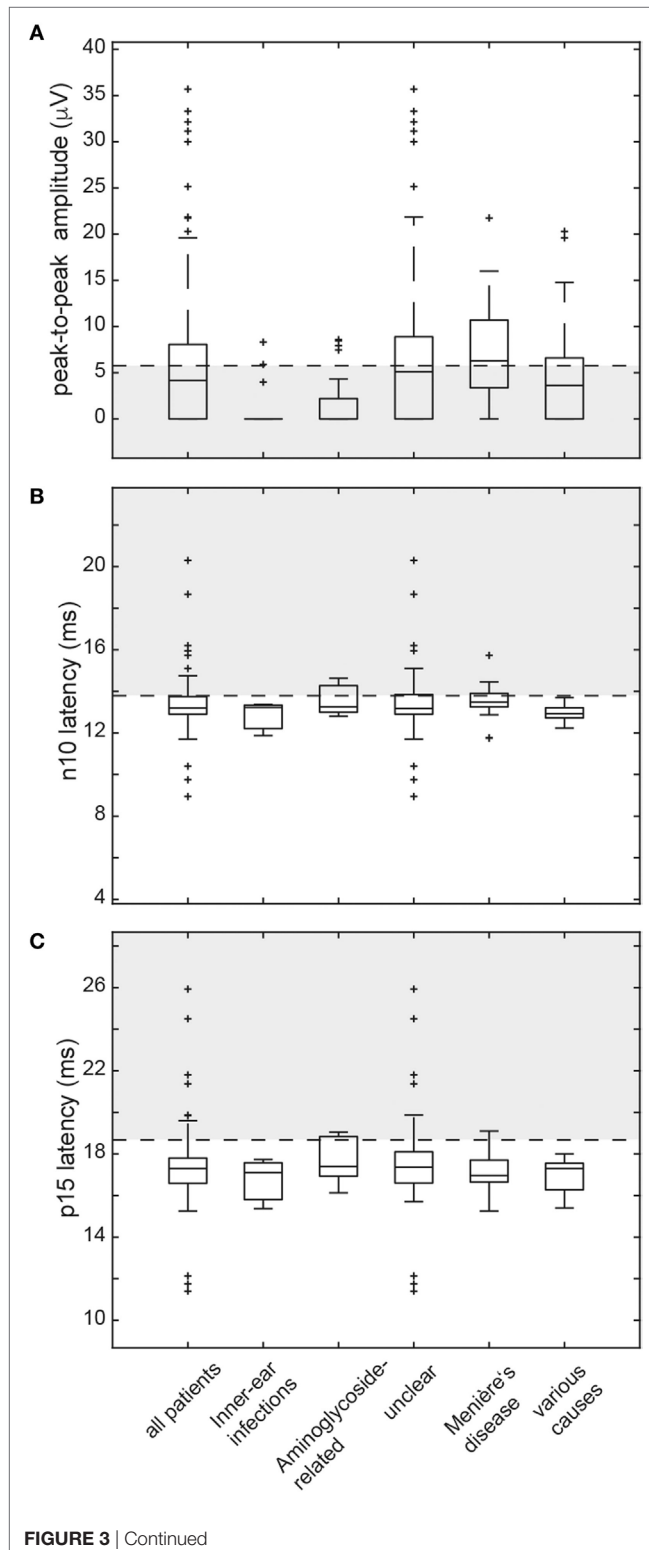 A
peak-to-peak amplitude (µV)
40
35
30
25
20
15
10
5
0
B
n10 latency (ms)
20
16
12
8
4
C
p15 latency (ms)
26
22
18
14
10
all patients
Inner-ear
infections
Aminoglycoside-
related
unclear
Menière‘s
disease
various
causes
FIGURE 3 | Continued